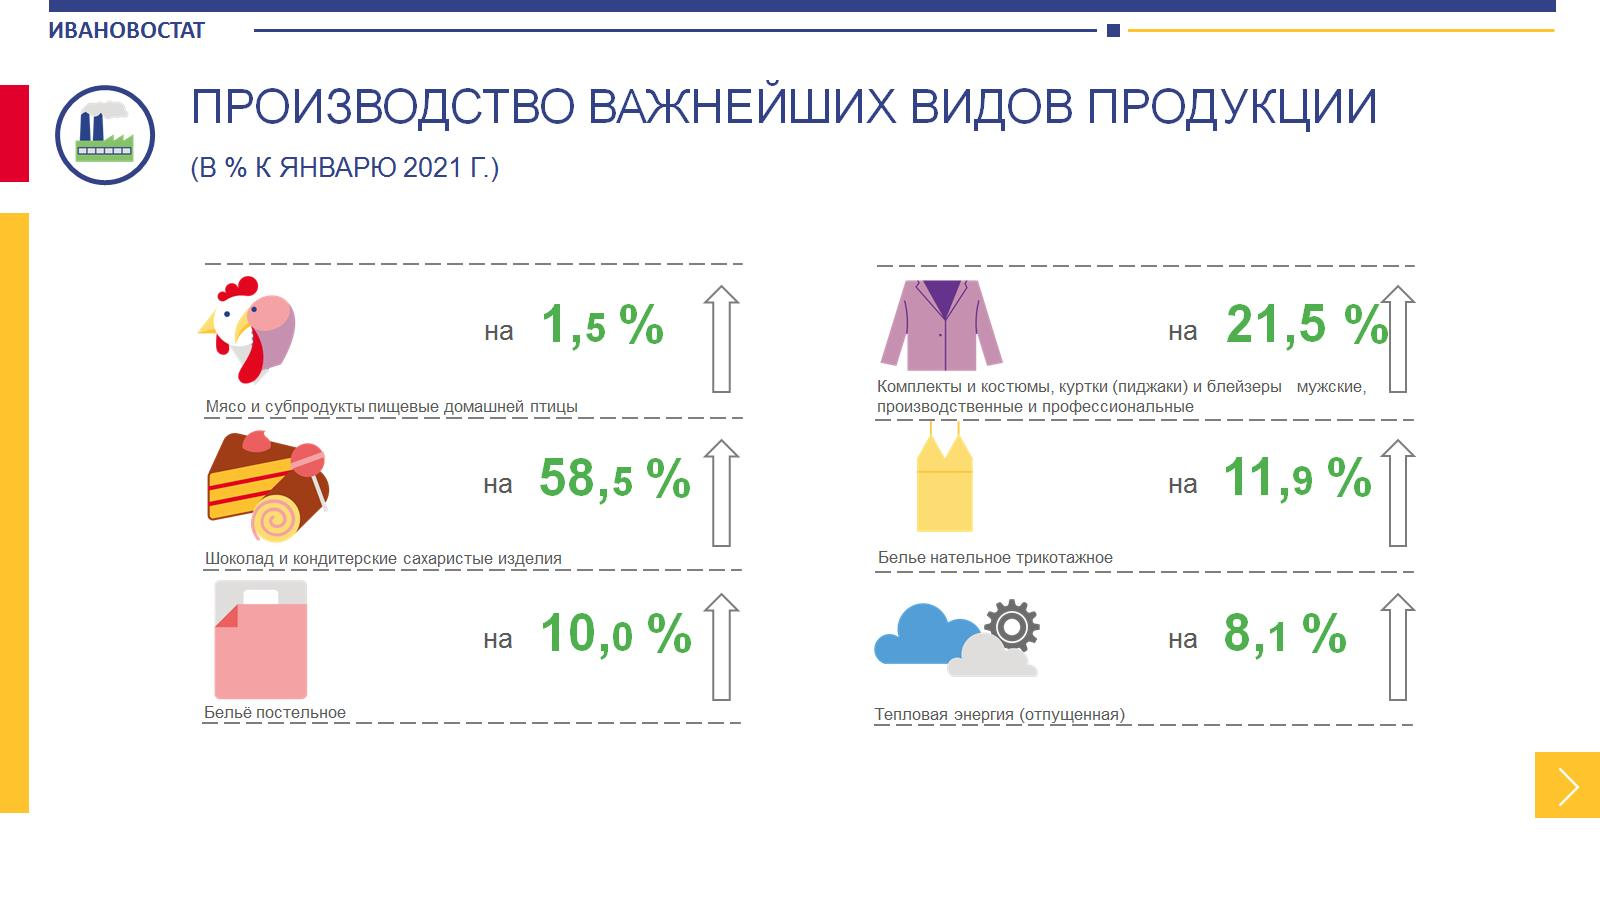 ИВАНОВОСТАТ
ПРОИЗВОДСТВО ВАЖНЕЙШИХ ВИДОВ ПРОДУКЦИИ
(В % К ЯНВАРЮ 2021 Г.)
на 1,5 %
Мясо и субпродукты пищевые домашней птицы
на 58,5 %
Шоколад и кондитерские сахаристые изделия
на 10,0 %
Бельё постельное
на 21,5 %
Комплекты и костюмы, куртки (пиджаки) и блейзеры мужские,
производственные и профессиональные
на 11,9 %
Белье нательное трикотажное
на 8,1 %
Тепловая энергия (отпущенная)